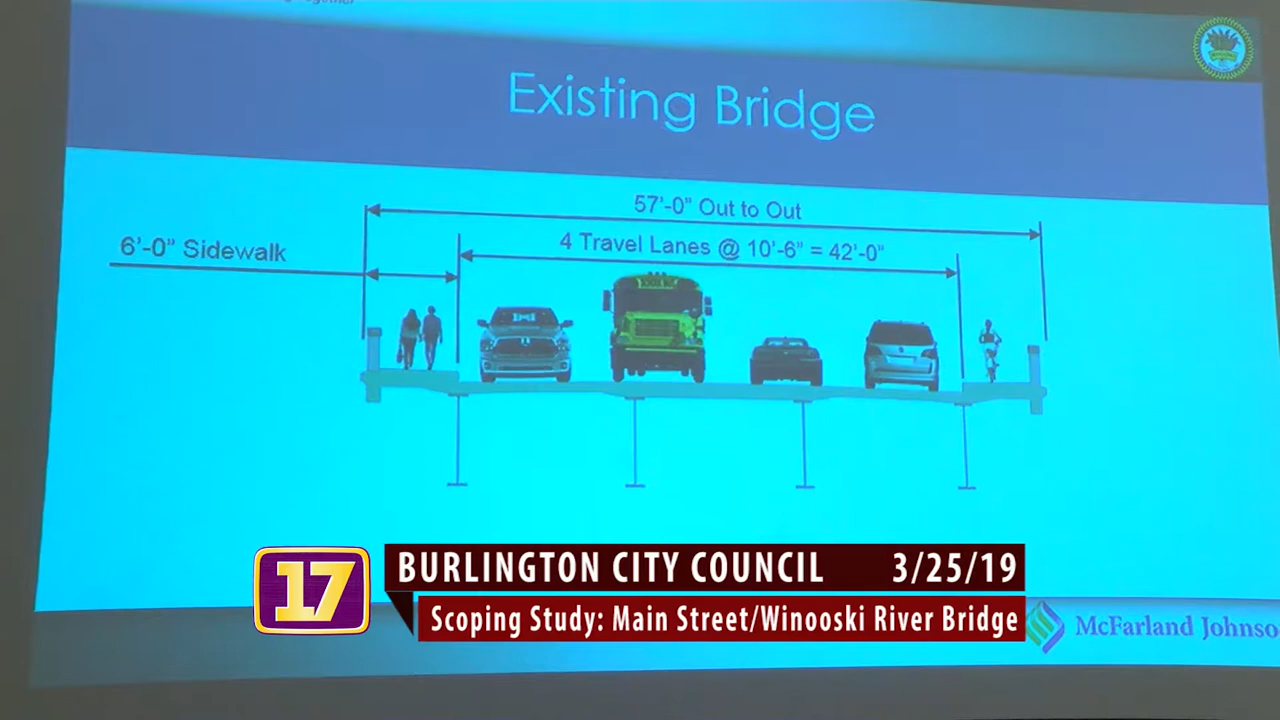 Existing Bridge
57'-0" Out to Out
6'-0" Sidewalk
4 Travel Lanes @ 10'-6" = 42'-0"
17
BURLINGTON CITY COUNCIL 3/25/19
Scoping Study: Main Street/Winooski River Bridge
McFarland Johnso